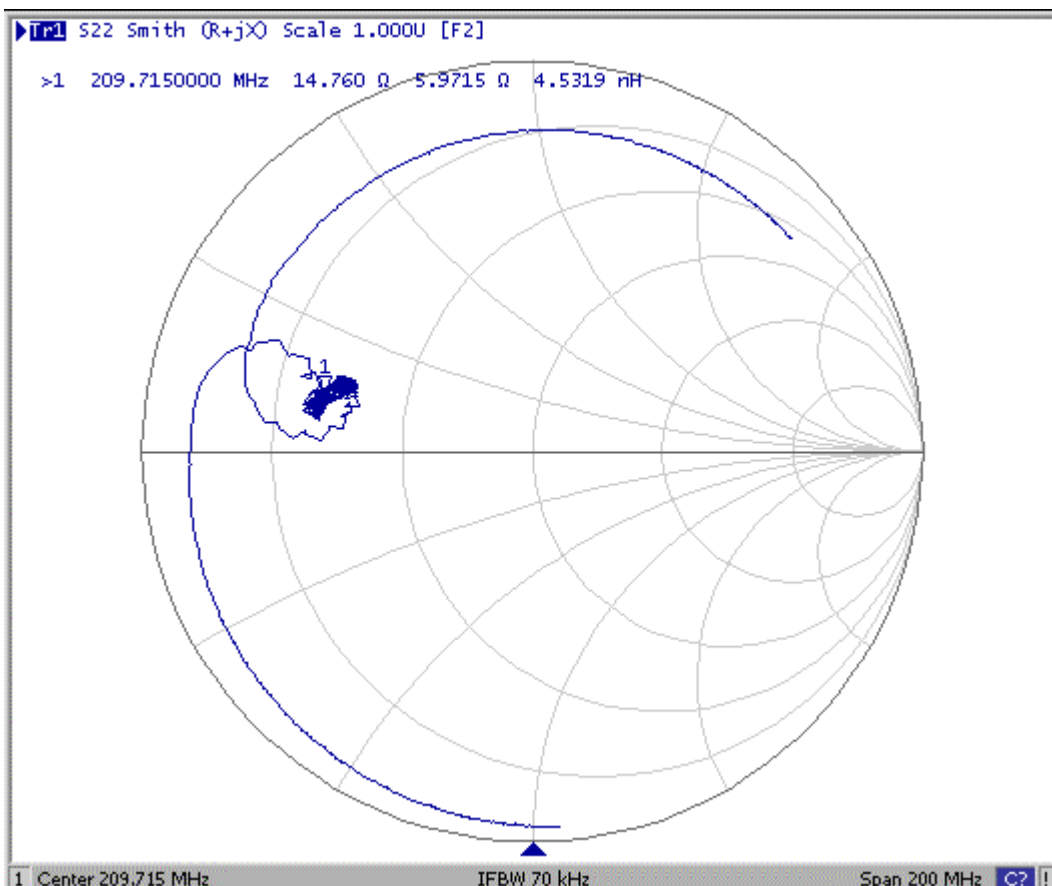 Tr1 S22 Smith (R+jX) Scale 1.000U [F2]
>1 209.7150000 MHz 14.760 Ω 5.9715 Ω 4.5319 nH
1
1 Center 209.715 MHz IFBW 70 kHz Span 200 MHz C? !